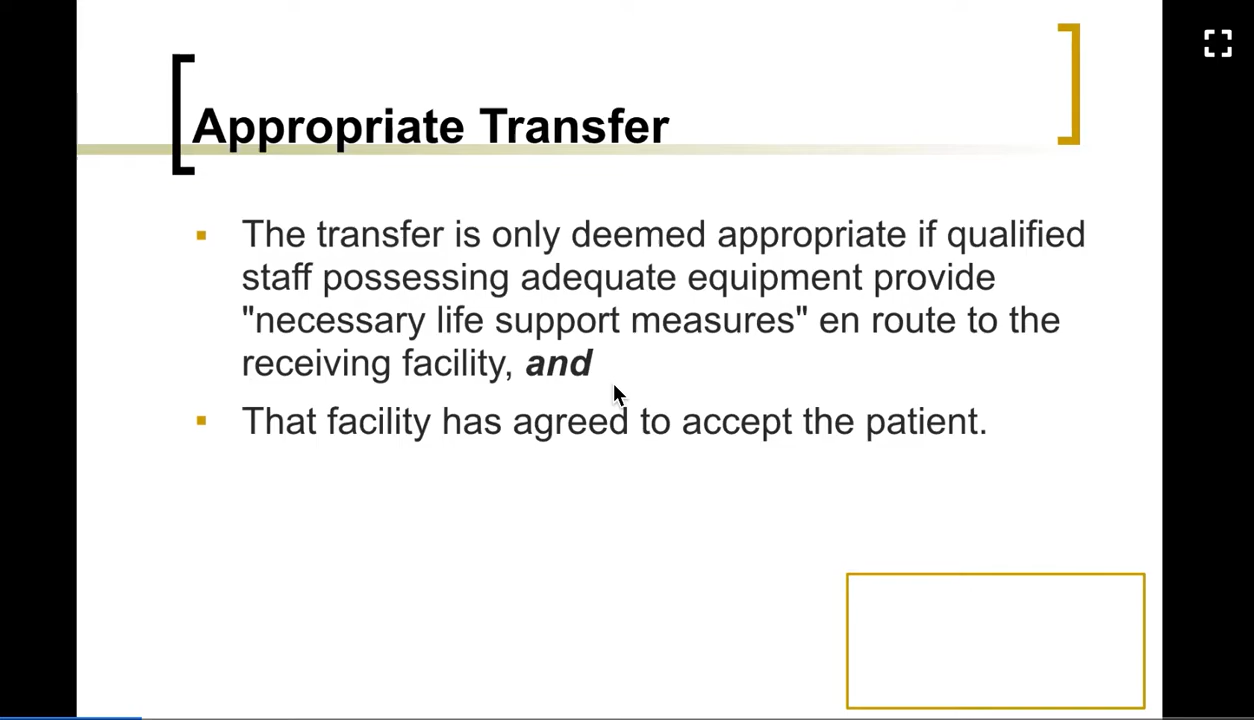 Appropriate Transfer
The transfer is only deemed appropriate if qualified
staff possessing adequate equipment provide
"necessary life support measures" en route to the
receiving facility, and
That facility has agreed to accept the patient.